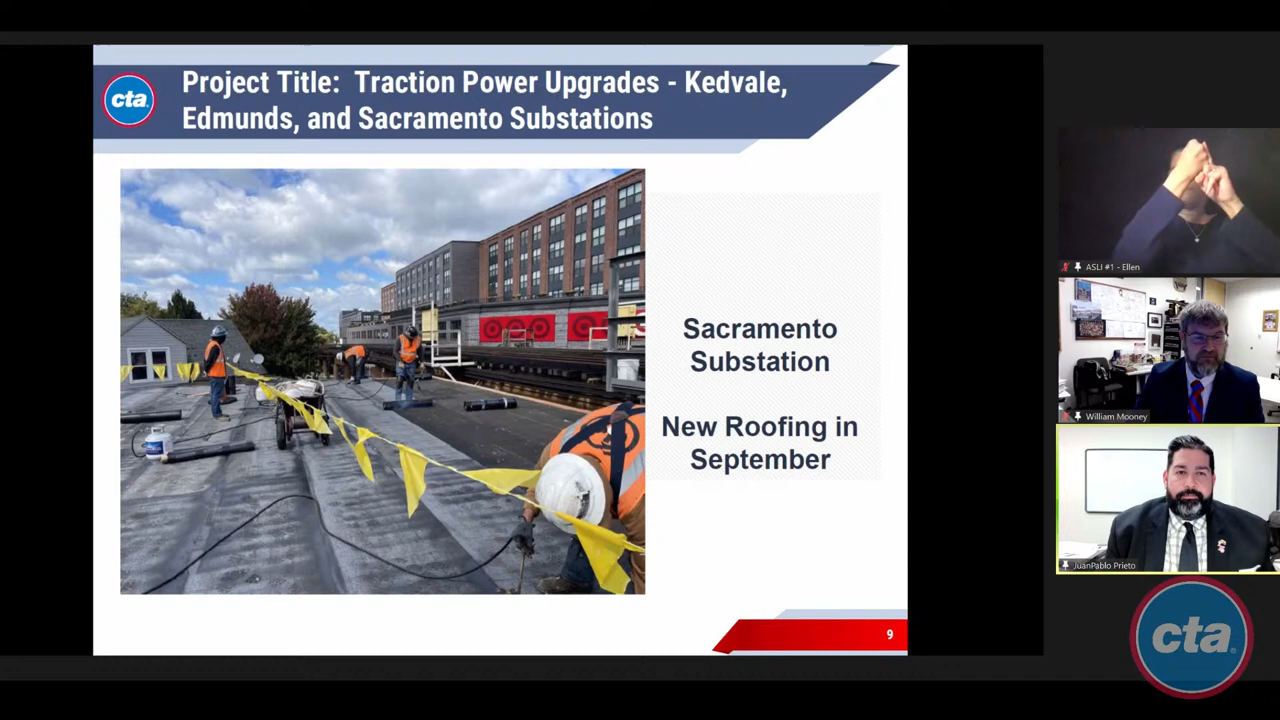 cta
Project Title: Traction Power Upgrades - Kedvale,
Edmunds, and Sacramento Substations
Sacramento
Substation
New Roofing in
September
9
ASLI #1 - Ellen
William Mooney
JuanPablo Prieto
cta